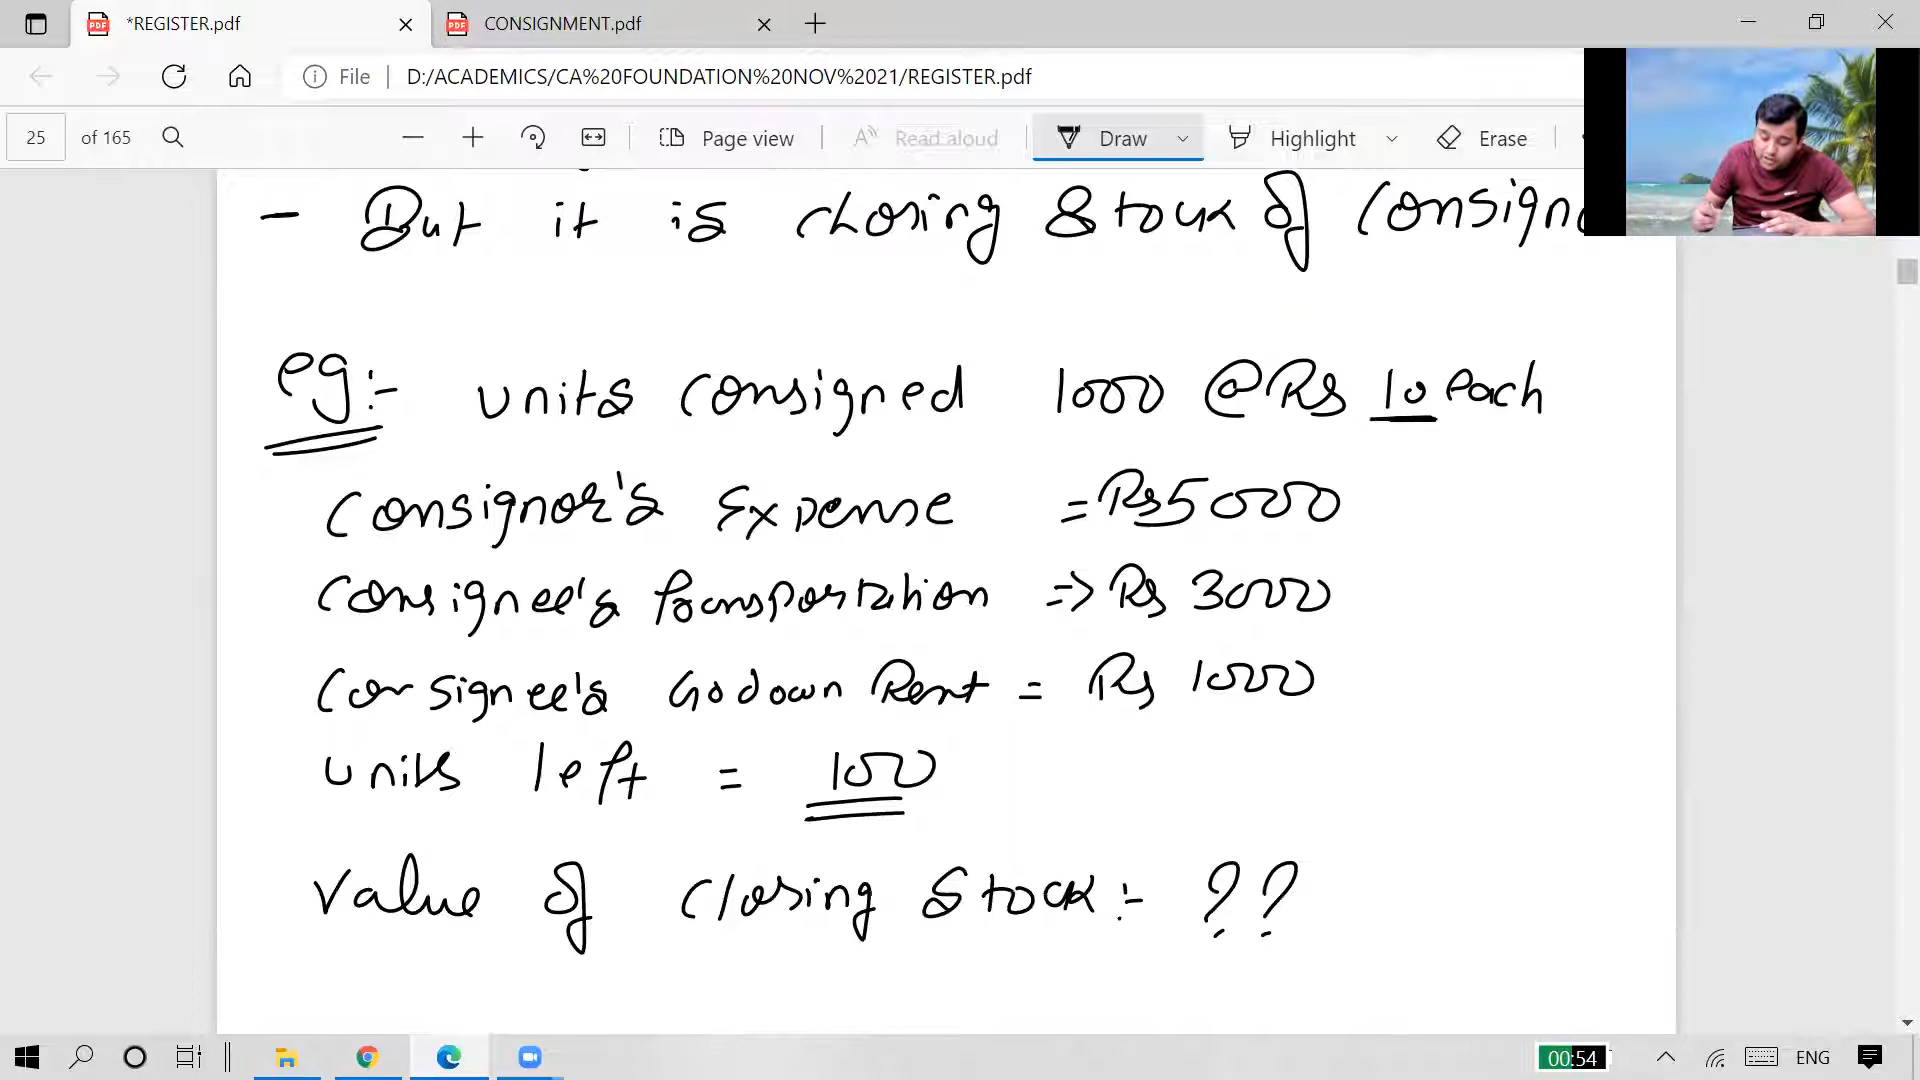 *REGISTER.pdf
CONSIGNMENT.pdf
File
D:/ACADEMICS/CA%20FOUNDATION%20NOV%2021/REGISTER.pdf
25 of 165
Page view
Read aloud
Draw
Highlight
Erase
- But it is closing Stock of Consign
eg:- units consigned 1000 @ Rs 10 each
Consignor's Expense = Rs 5000
Consignee's Transportation => Rs 3000
Consignee's Godown Rent = Rs 1000
units left = 100
Value of Closing Stock:- ??
00:54
ENG